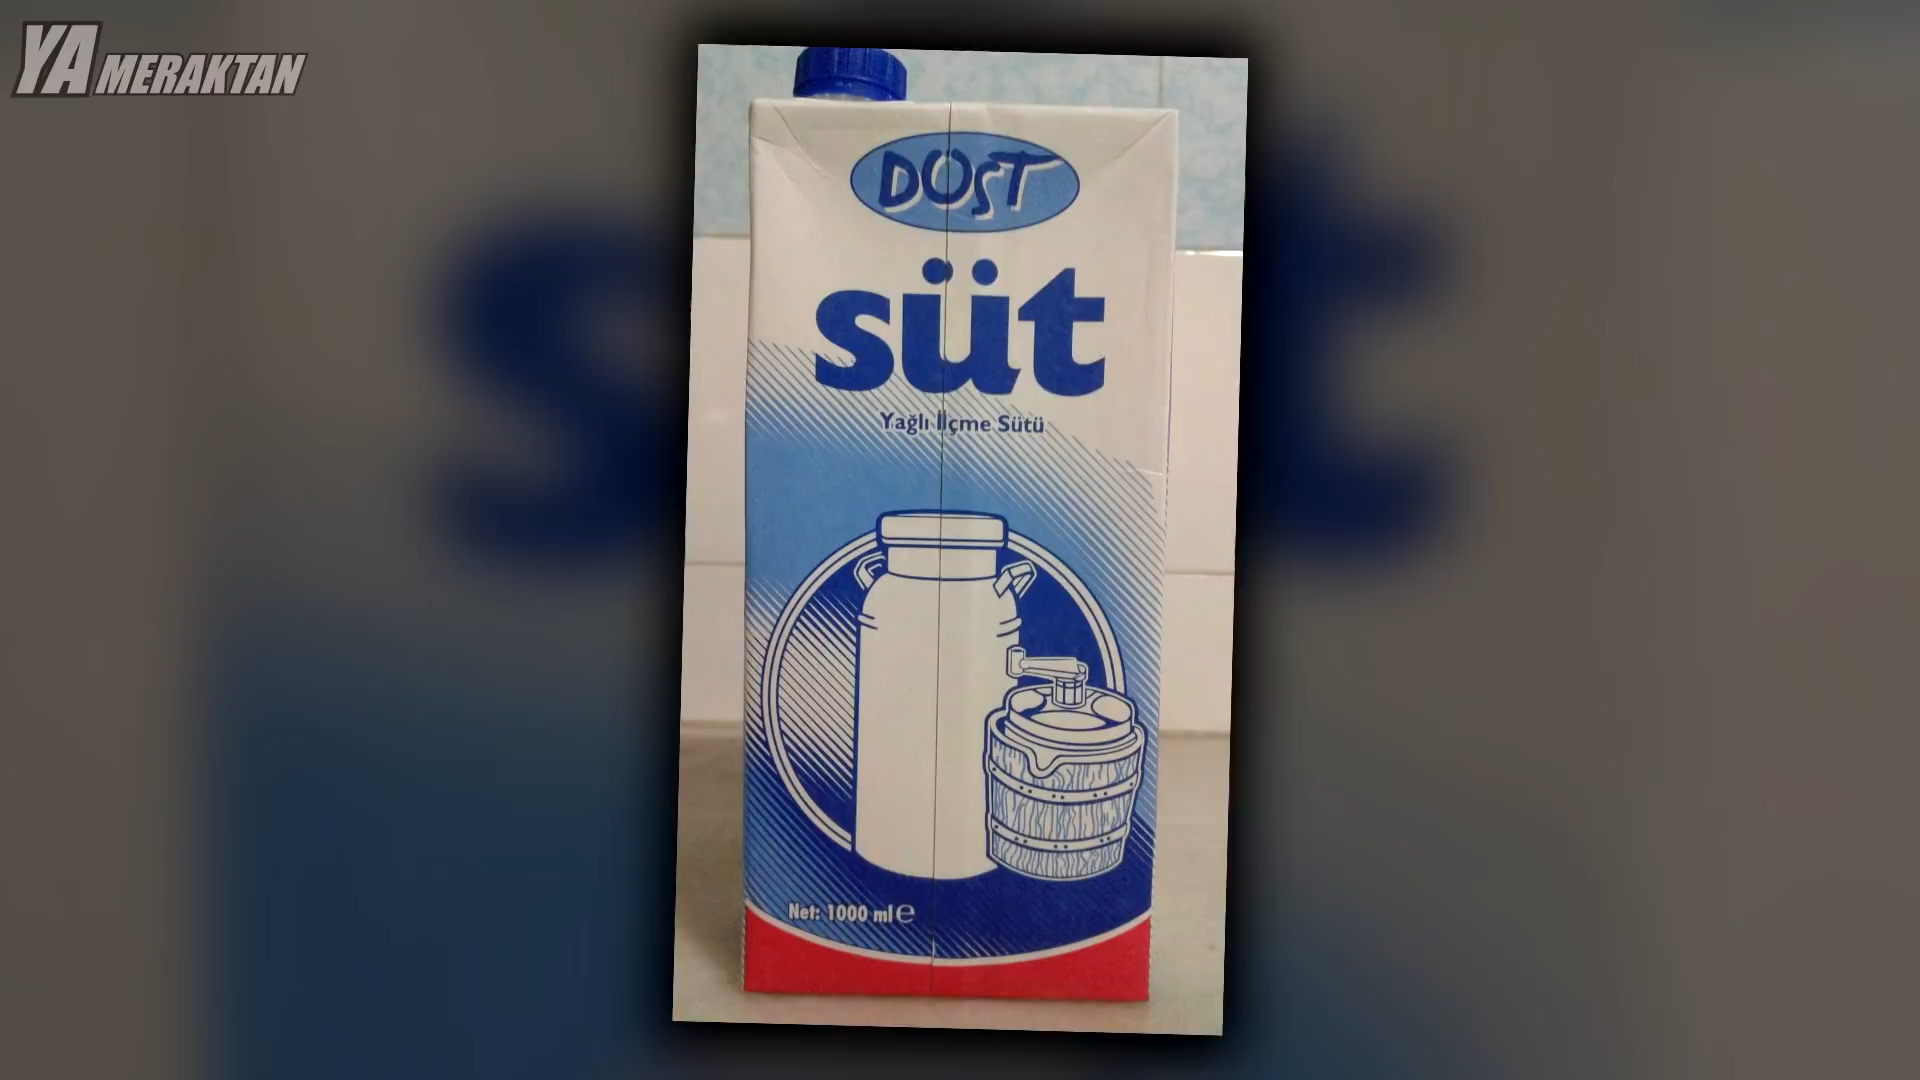 YA MERAKTAN
DOST
süt
Yağlı İçme Sütü
Net: 1000 ml e